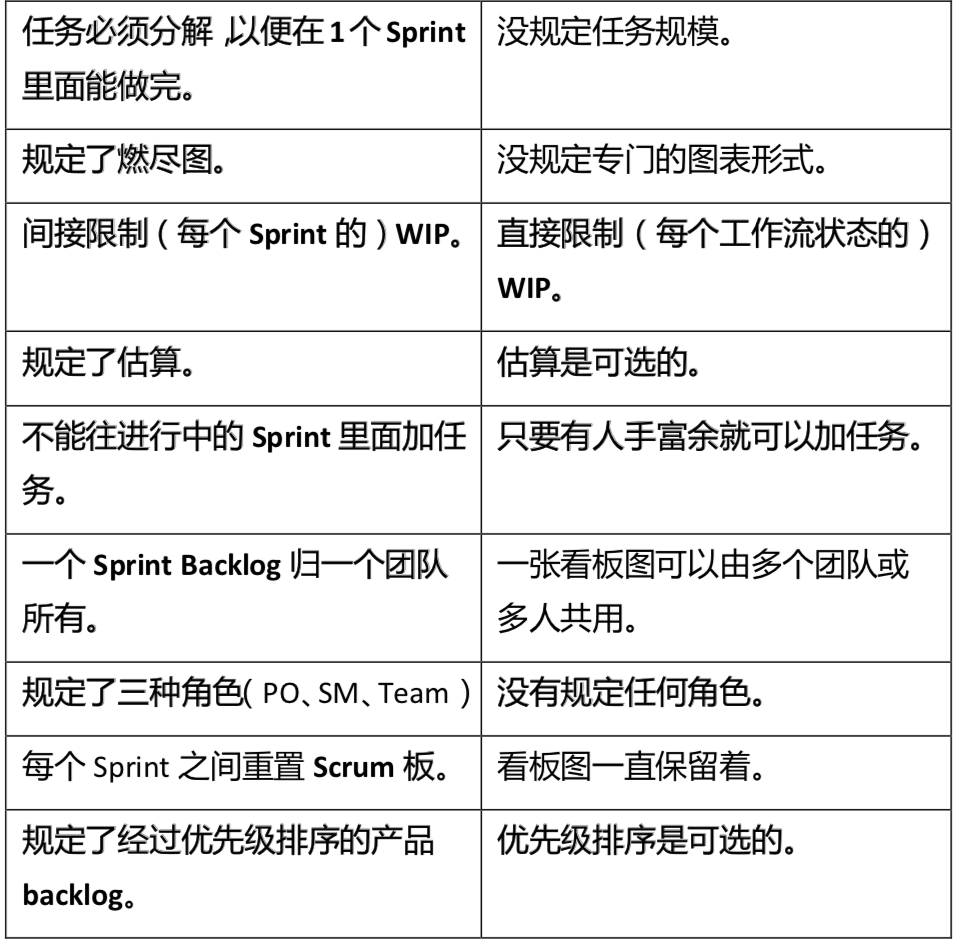 任务必须分解,以便在1个Sprint
里面能做完。
没规定任务规模。
规定了燃尽图。
没规定专门的图表形式。
间接限制（每个 Sprint 的）WIP。
直接限制（每个工作流状态的）
WIP。
规定了估算。
估算是可选的。
不能往进行中的 Sprint 里面加任
务。
只要有人手富余就可以加任务。
一个 Sprint Backlog 归一个团队
所有。
一张看板图可以由多个团队或
多人共用。
规定了三种角色（PO、SM、Team）
没有规定任何角色。
每个 Sprint 之间重置 Scrum 板。
看板图一直保留着。
规定了经过优先级排序的产品
backlog。
优先级排序是可选的。